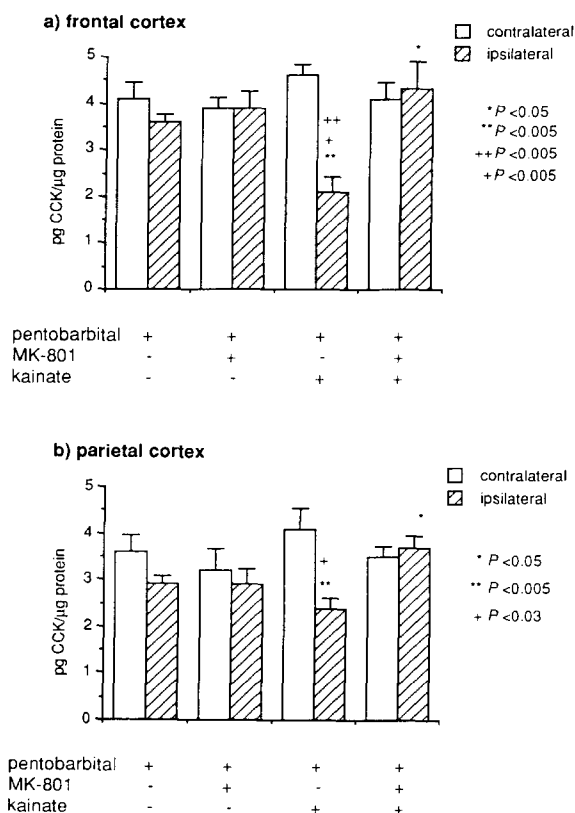 a) frontal cortex
contralateral
ipsilateral
pg CCK/µg protein
5
4
3
2
1
0
*
++
+
**
* P <0.05
** P <0.005
++P <0.005
+P <0.005
pentobarbital + + + +
MK-801 - + - +
kainate - - + +
b) parietal cortex
contralateral
ipsilateral
pg CCK/µg protein
5
4
3
2
1
0
*
+
**
* P <0.05
** P <0.005
+ P <0.03
pentobarbital + + + +
MK-801 - + - +
kainate - - + +